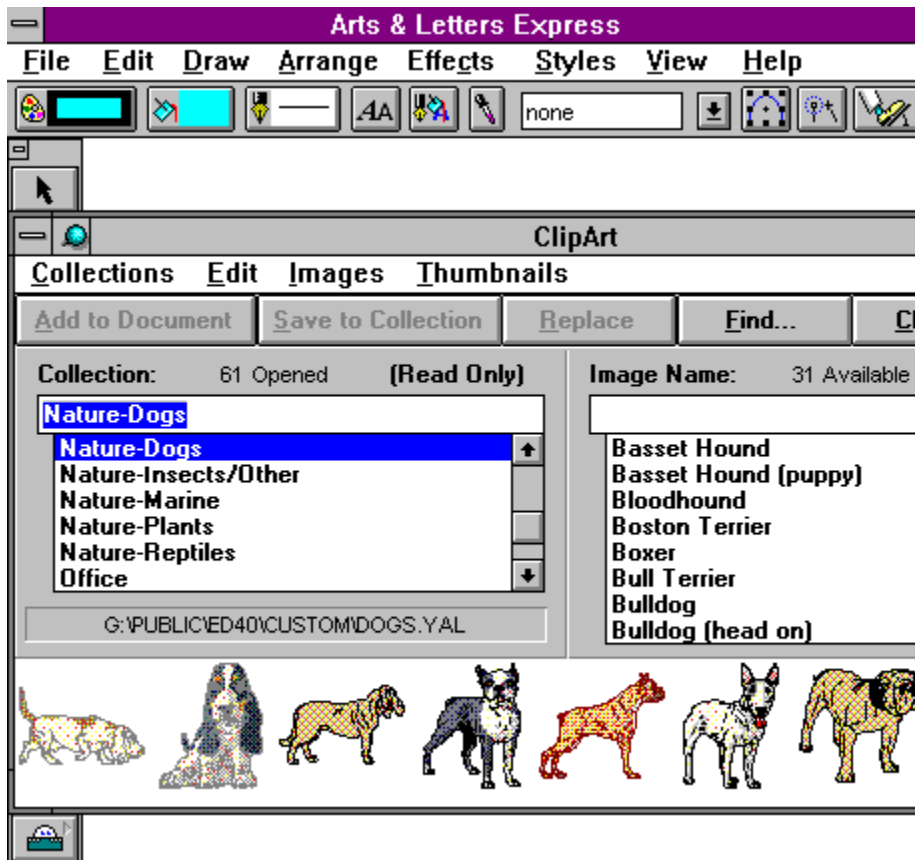 Arts & Letters Express
File Edit Draw Arrange Effects Styles View Help
AA A none
ClipArt
Collections Edit Images Thumbnails
Add to Document Save to Collection Replace Find... Cl
Collection: 61 Opened (Read Only) Image Name: 31 Available
Nature-Dogs
Nature-Dogs
Nature-Insects/Other
Nature-Marine
Nature-Plants
Nature-Reptiles
Office
Basset Hound
Basset Hound (puppy)
Bloodhound
Boston Terrier
Boxer
Bull Terrier
Bulldog
Bulldog (head on)
G:\PUBLIC\ED40\CUSTOM\DOGS.YAL